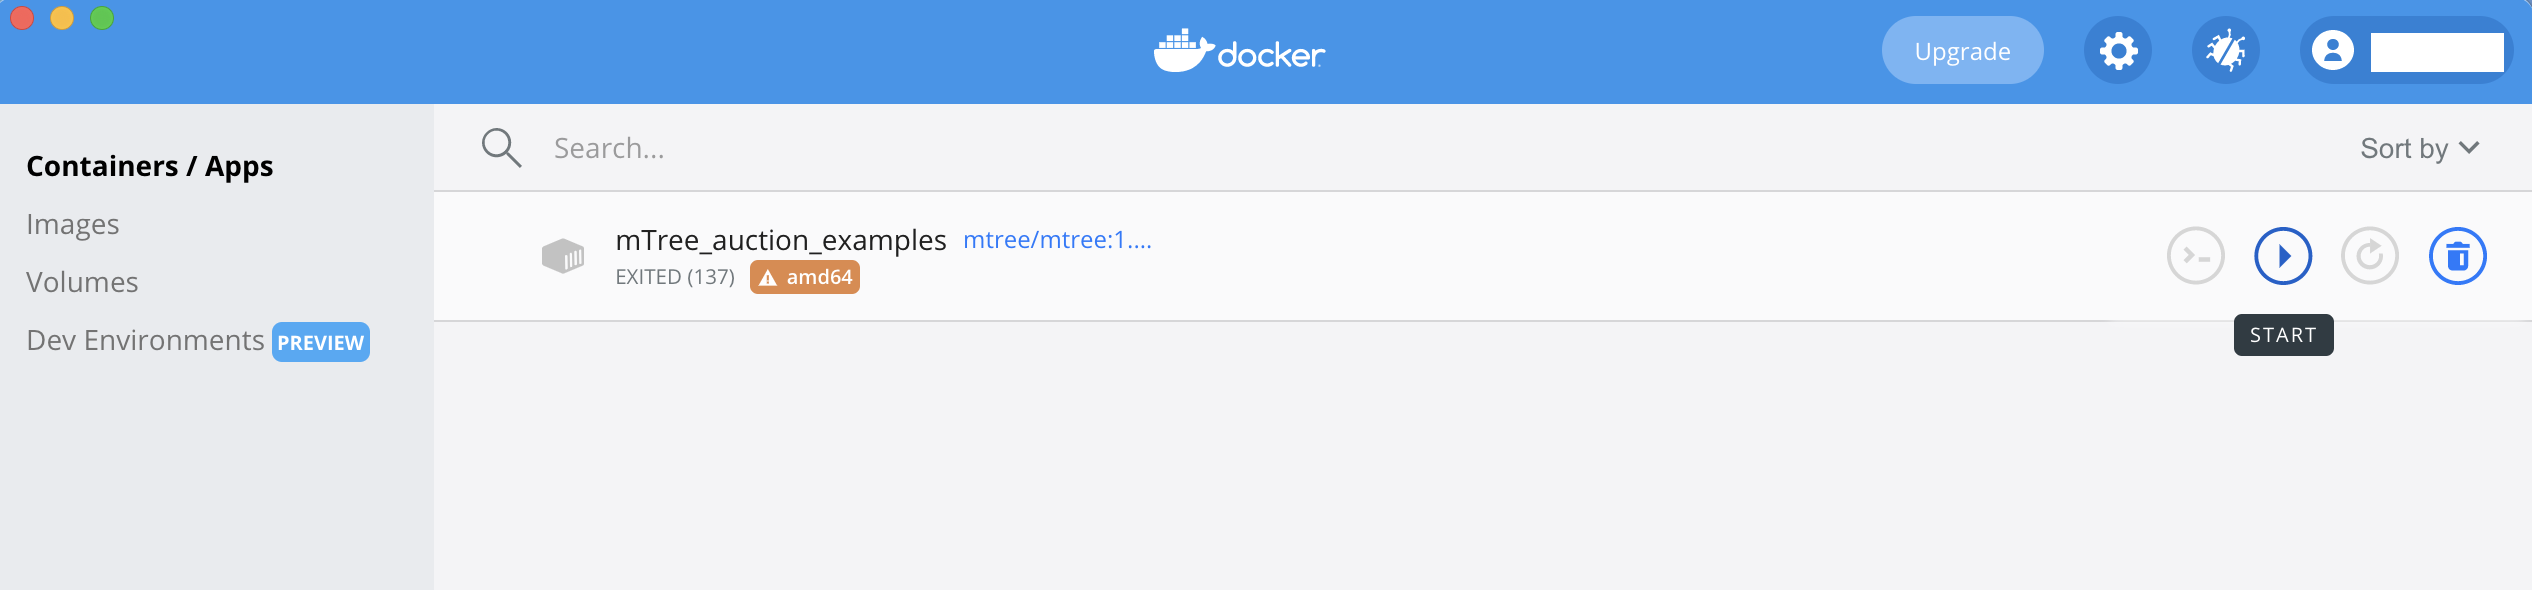 docker
Upgrade
Containers / Apps
Images
Volumes
Dev Environments PREVIEW
Search...
Sort by
mTree_auction_examples mtree/mtree:1....
EXITED (137) amd64
START